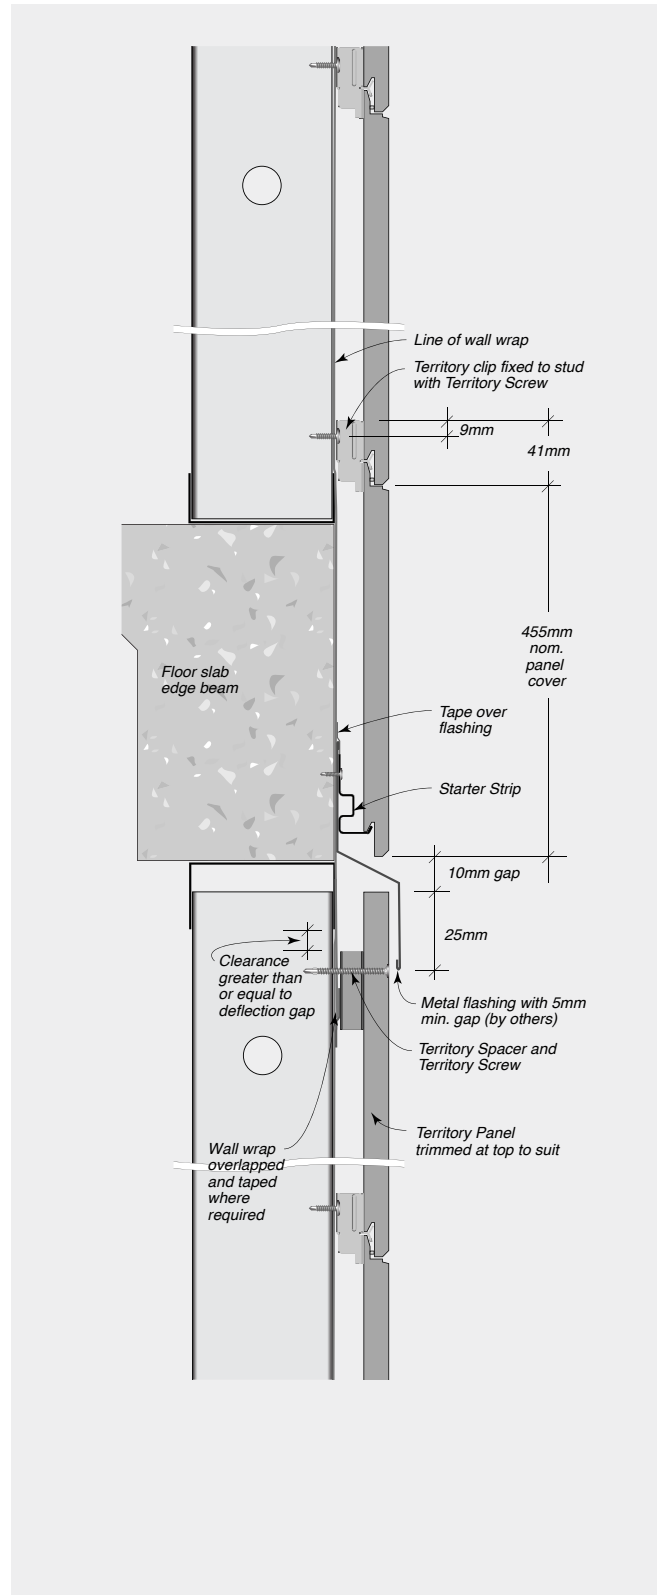 Line of wall wrap
Territory clip fixed to stud
with Territory Screw
9mm
41mm
455mm
nom.
panel
cover
Floor slab
edge beam
Tape over
flashing
Starter Strip
10mm gap
25mm
Clearance
greater than
or equal to
deflection gap
Metal flashing with 5mm
min. gap (by others)
Territory Spacer and
Territory Screw
Territory Panel
trimmed at top to suit
Wall wrap
overlapped
and taped
where
required